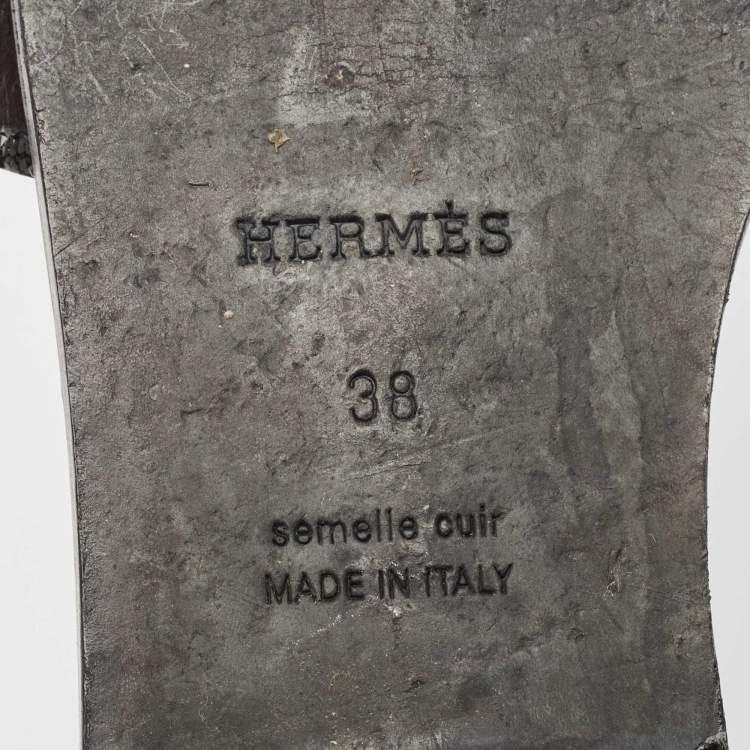 HERMÈS
38
semelle cuir
MADE IN ITALY